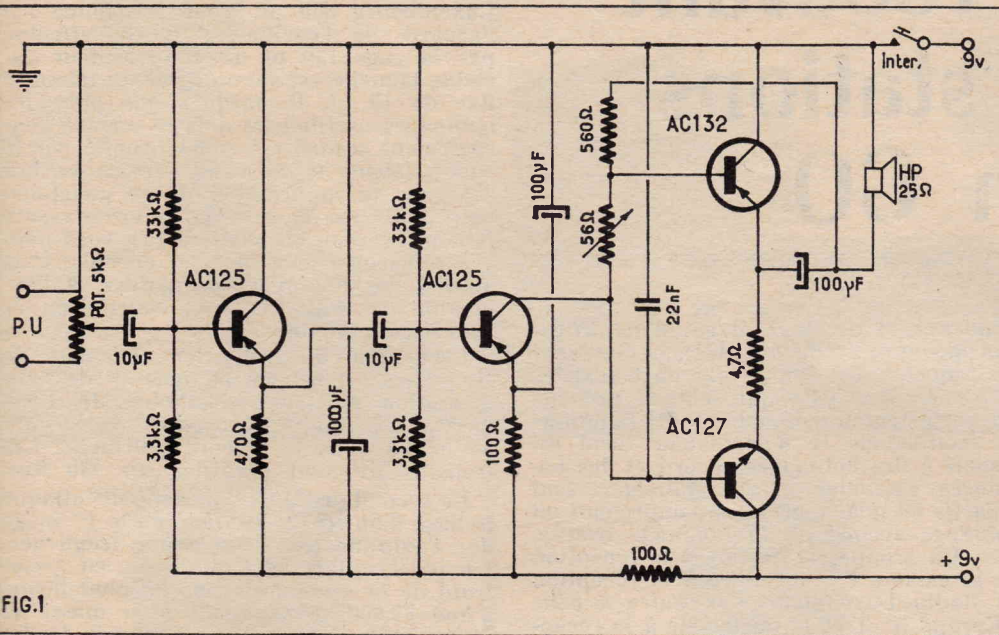 Inter.
9v
560Ω
AC132
100µF
33kΩ
33kΩ
HP
25Ω
56Ω
POT. 5kΩ
AC125
AC125
P.U
10µF
10µF
22nF
100µF
4,7Ω
1000µF
AC127
3,3kΩ
470Ω
3,3kΩ
100Ω
100Ω
+ 9v
FIG.1